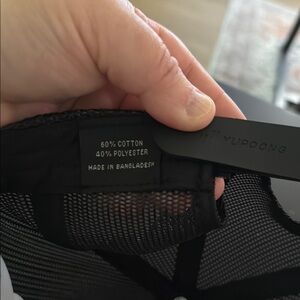 60% COTTON
40% POLYESTER
MADE IN BANGLADESH
YUPOONG